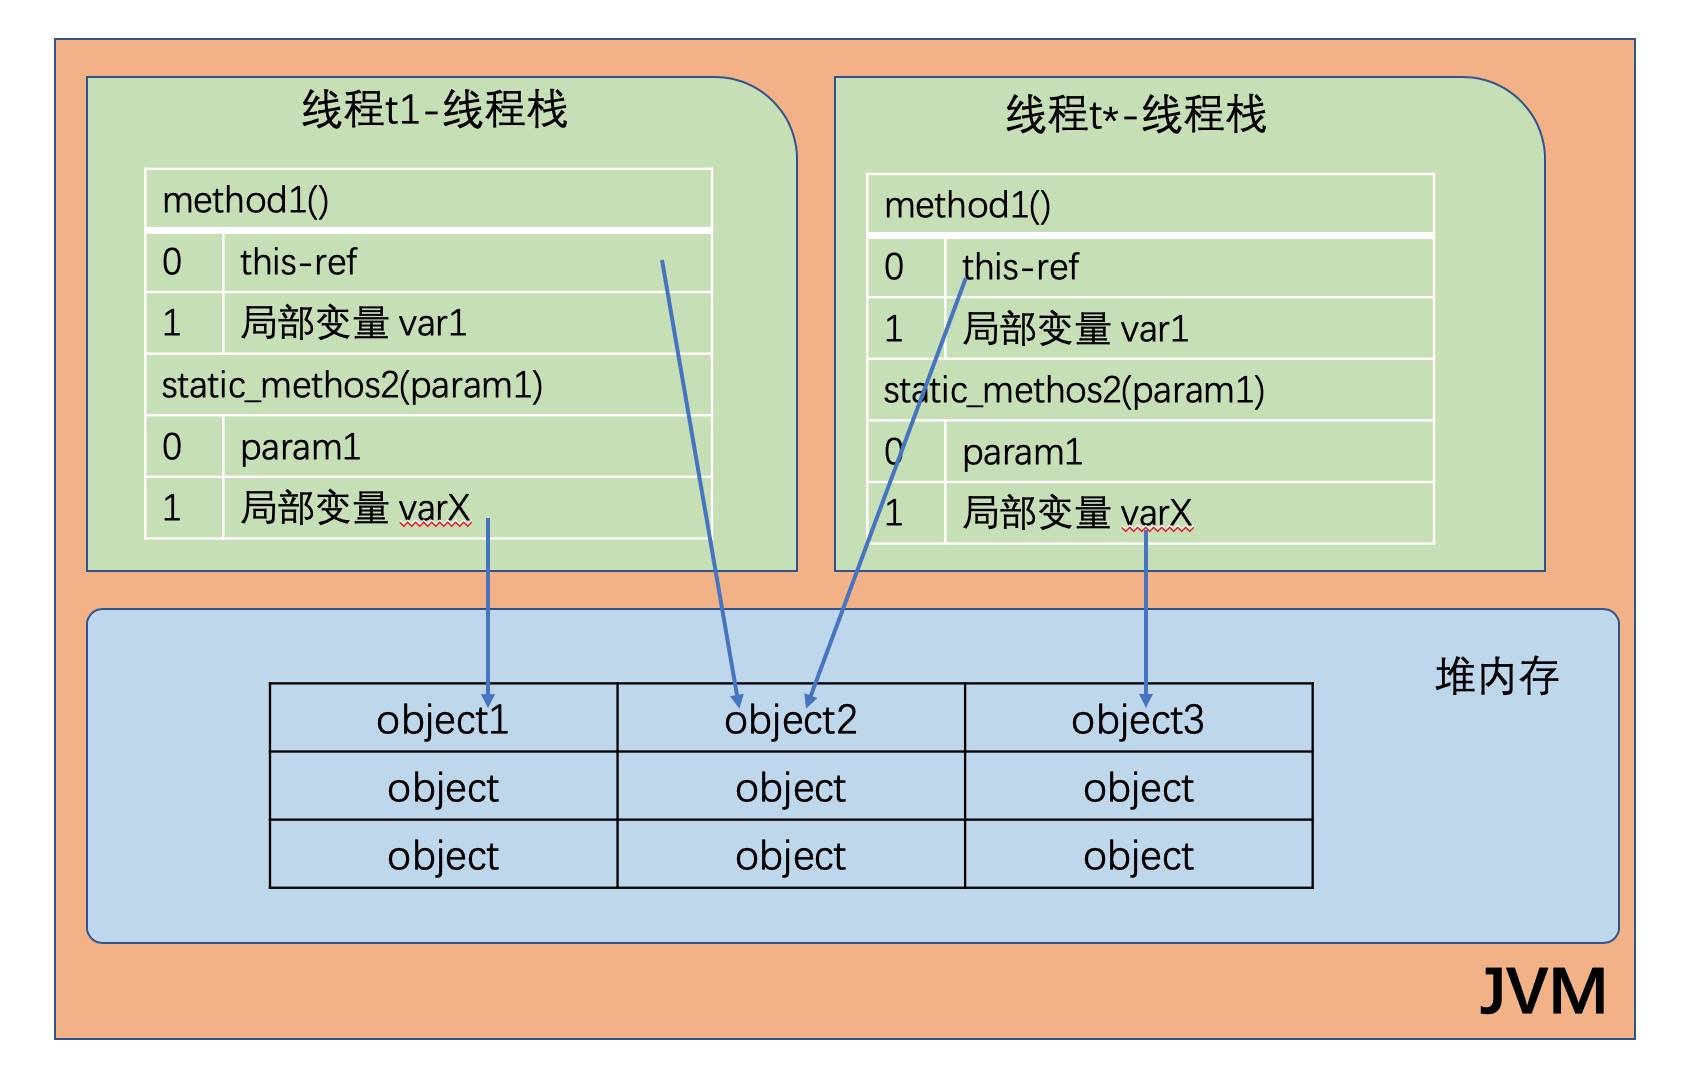 线程t1-线程栈
method1()
0 this-ref
1 局部变量 var1
static_methos2(param1)
0 param1
1 局部变量 varX
线程t*-线程栈
method1()
0 this-ref
1 局部变量 var1
static_methos2(param1)
0 param1
1 局部变量 varX
堆内存
object1 object2 object3
object object object
object object object
JVM